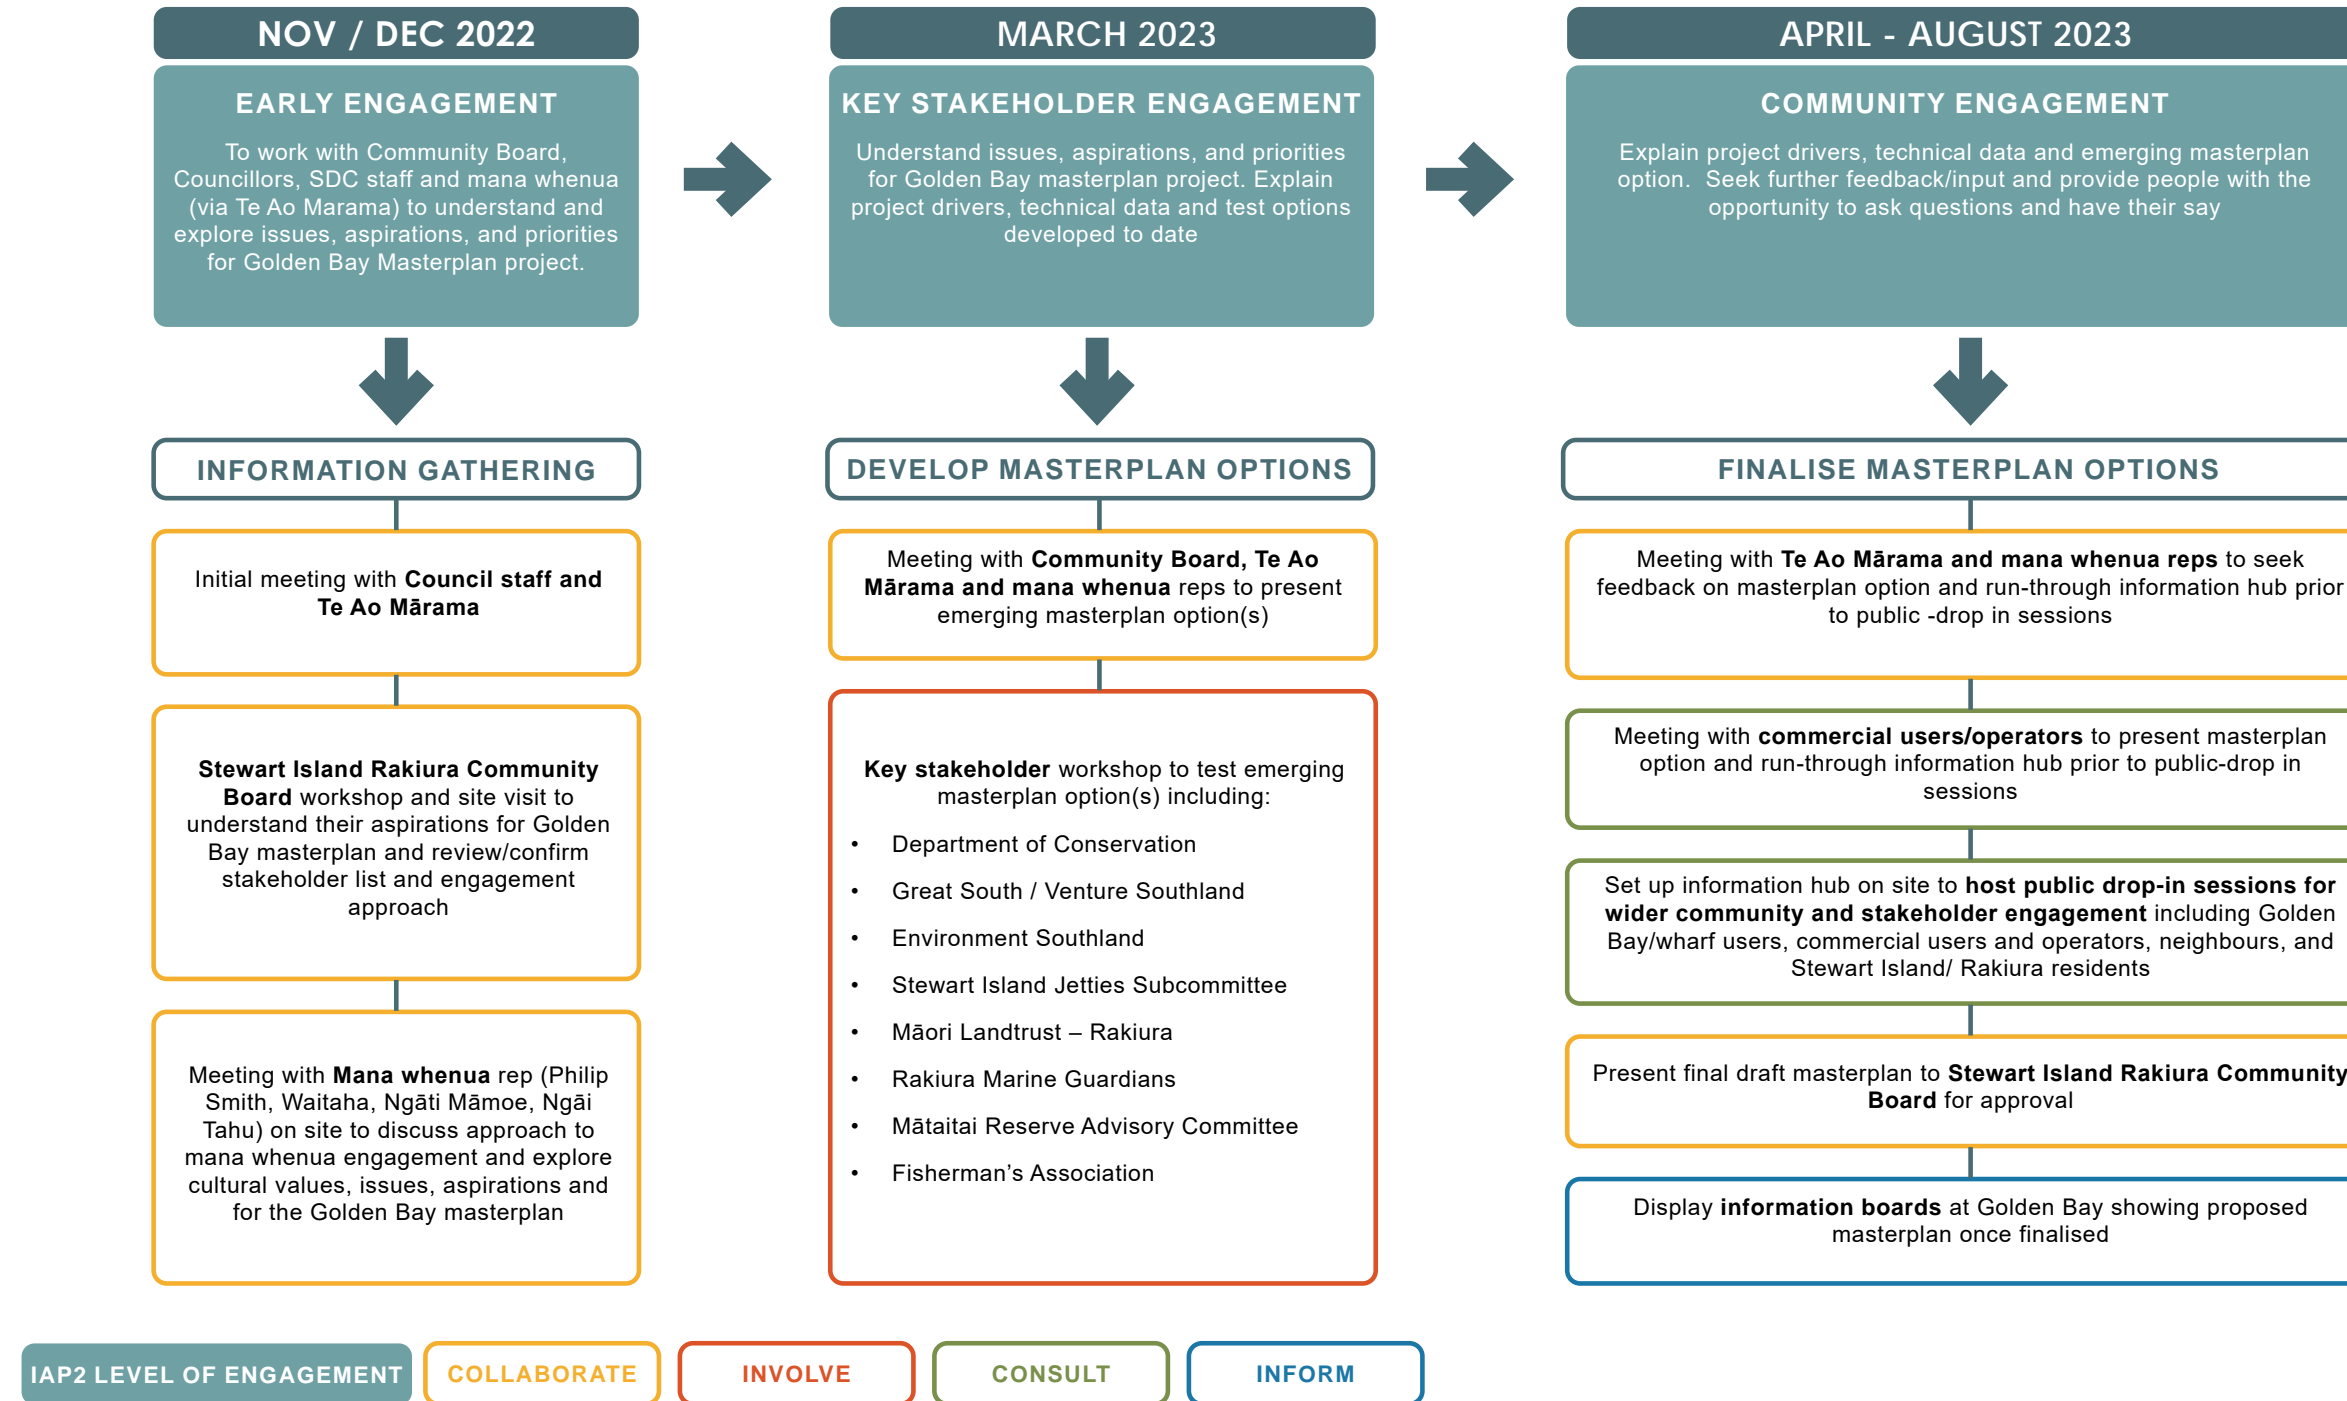 NOV / DEC 2022
EARLY ENGAGEMENT
To work with Community Board,
Councillors, SDC staff and mana whenua
(via Te Ao Marama) to understand and
explore issues, aspirations, and priorities
for Golden Bay Masterplan project.
INFORMATION GATHERING
Initial meeting with Council staff and
Te Ao Mārama
Stewart Island Rakiura Community
Board workshop and site visit to
understand their aspirations for Golden
Bay masterplan and review/confirm
stakeholder list and engagement
approach
Meeting with Mana whenua rep (Philip
Smith, Waitaha, Ngāti Māmoe, Ngāi
Tahu) on site to discuss approach to
mana whenua engagement and explore
cultural values, issues, aspirations and
for the Golden Bay masterplan
MARCH 2023
KEY STAKEHOLDER ENGAGEMENT
Understand issues, aspirations, and priorities
for Golden Bay masterplan project. Explain
project drivers, technical data and test options
developed to date
DEVELOP MASTERPLAN OPTIONS
Meeting with Community Board, Te Ao
Mārama and mana whenua reps to present
emerging masterplan option(s)
Key stakeholder workshop to test emerging
masterplan option(s) including:
• Department of Conservation
• Great South / Venture Southland
• Environment Southland
• Stewart Island Jetties Subcommittee
• Māori Landtrust – Rakiura
• Rakiura Marine Guardians
• Mātaitai Reserve Advisory Committee
• Fisherman’s Association
APRIL - AUGUST 2023
COMMUNITY ENGAGEMENT
Explain project drivers, technical data and emerging masterplan
option. Seek further feedback/input and provide people with the
opportunity to ask questions and have their say
FINALISE MASTERPLAN OPTIONS
Meeting with Te Ao Mārama and mana whenua reps to seek
feedback on masterplan option and run-through information hub prior
to public -drop in sessions
Meeting with commercial users/operators to present masterplan
option and run-through information hub prior to public-drop in
sessions
Set up information hub on site to host public drop-in sessions for
wider community and stakeholder engagement including Golden
Bay/wharf users, commercial users and operators, neighbours, and
Stewart Island/ Rakiura residents
Present final draft masterplan to Stewart Island Rakiura Community
Board for approval
Display information boards at Golden Bay showing proposed
masterplan once finalised
IAP2 LEVEL OF ENGAGEMENT
COLLABORATE
INVOLVE
CONSULT
INFORM